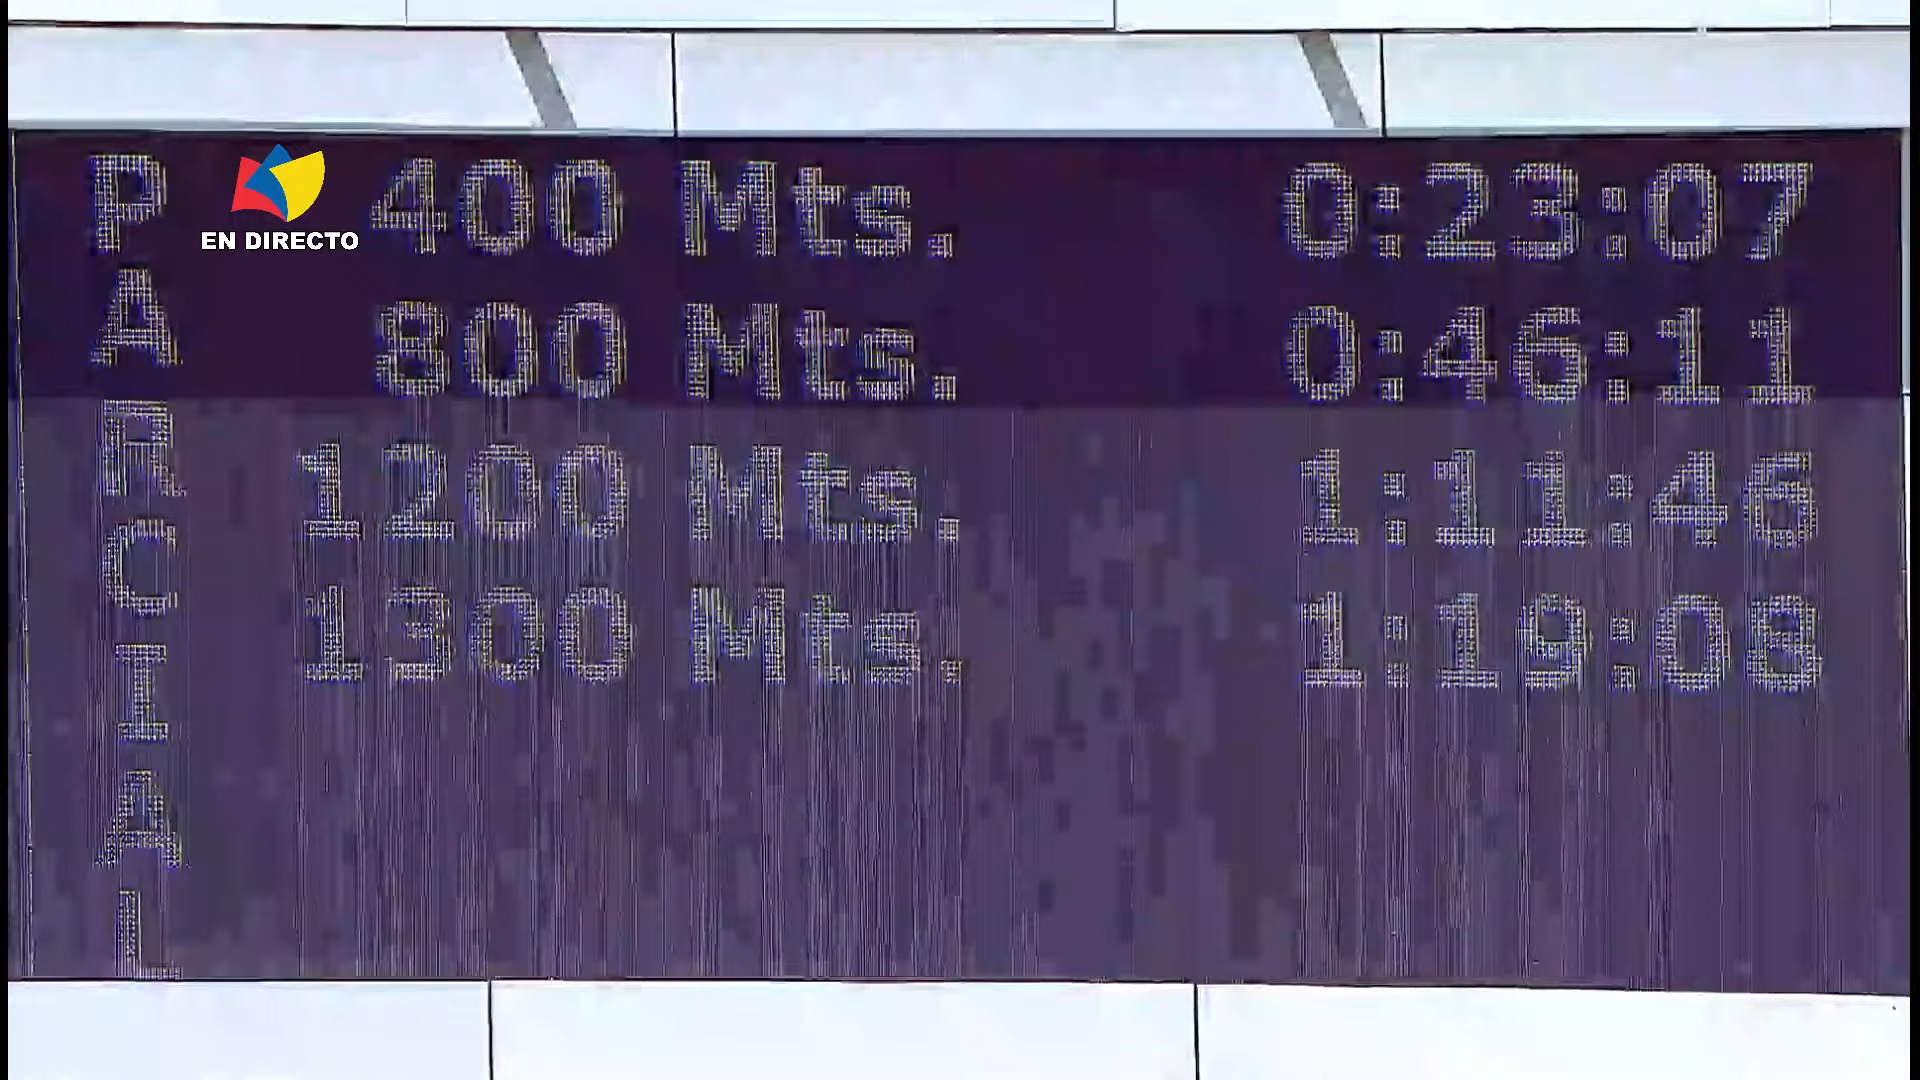 PARCIAL
EN DIRECTO
400 Mts. 0:23:07
800 Mts. 0:46:11
1200 Mts. 1:11:46
1300 Mts. 1:19:08